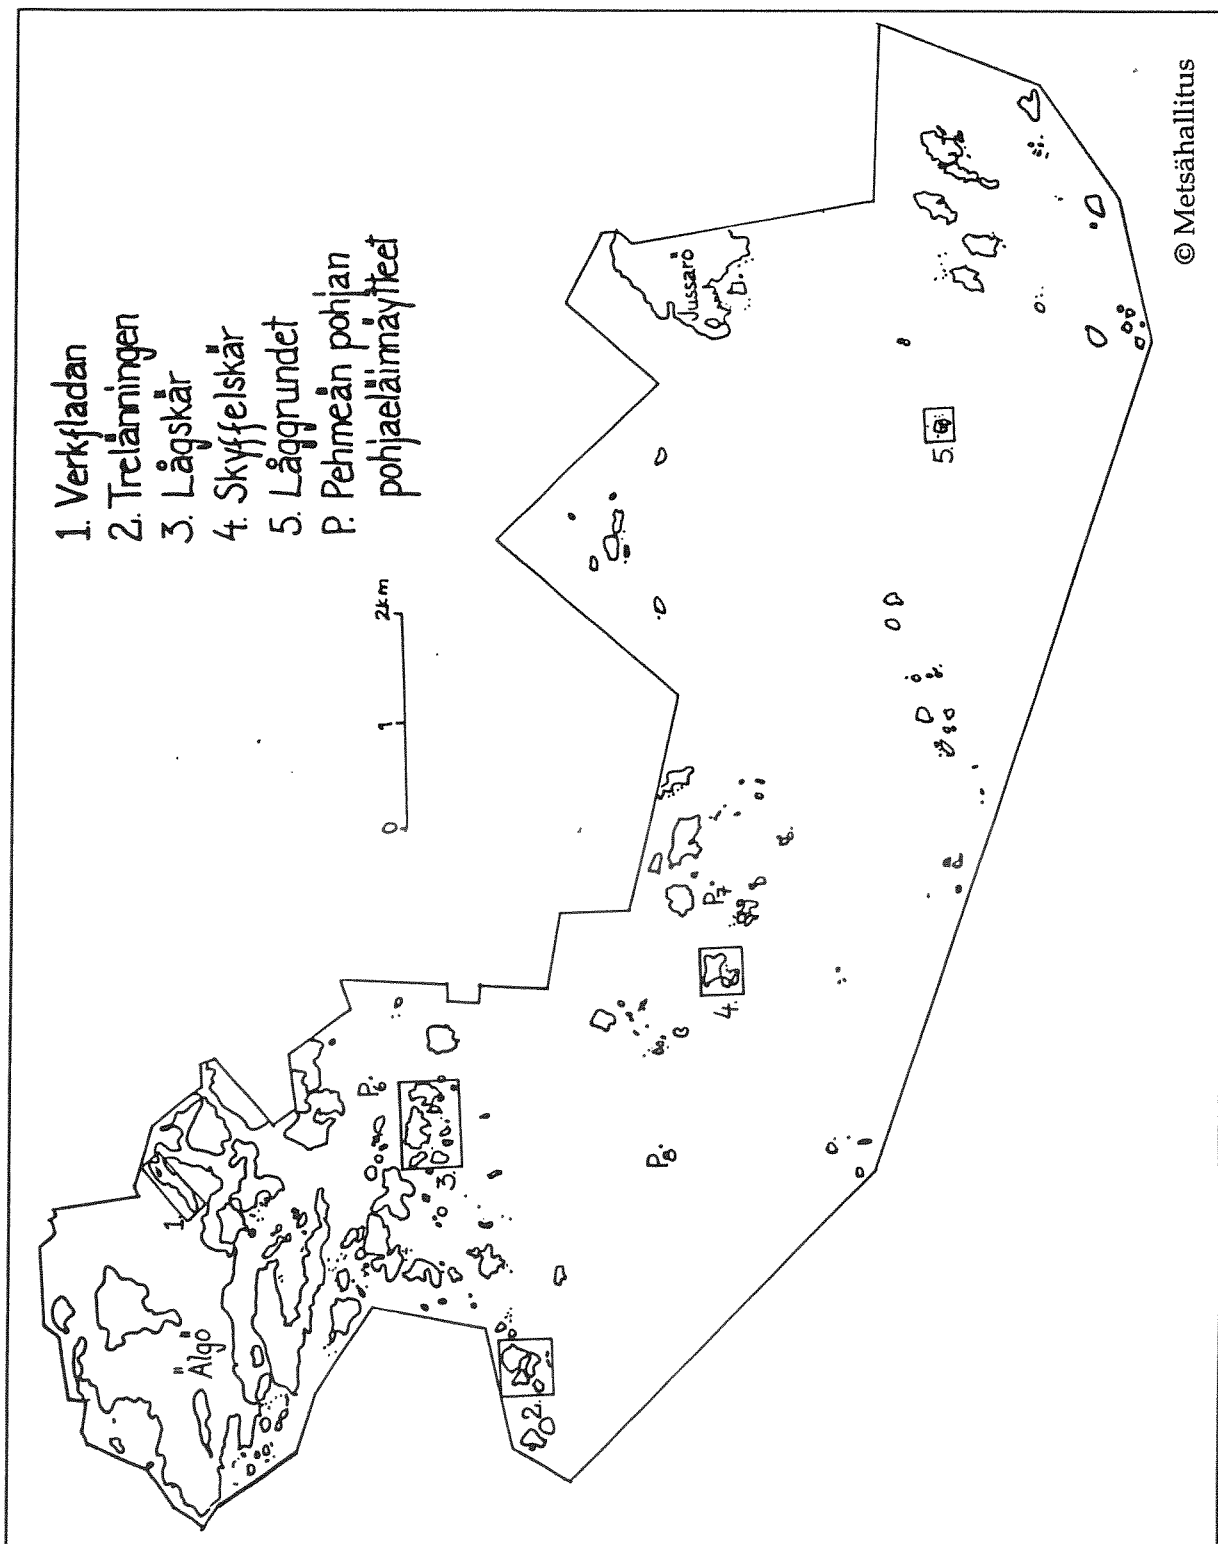 1. Verkfladan
2. Trelänningen
3. Lågskär
4. Skyffelskär
5. Låggrundet
P. Pehmeän pohjan
pohjaeläinnäytteet
0 1 2km
Älgö
Jussarö
1.
2.
3.
4.
5.
P6.
P7.
P8.
© Metsähallitus